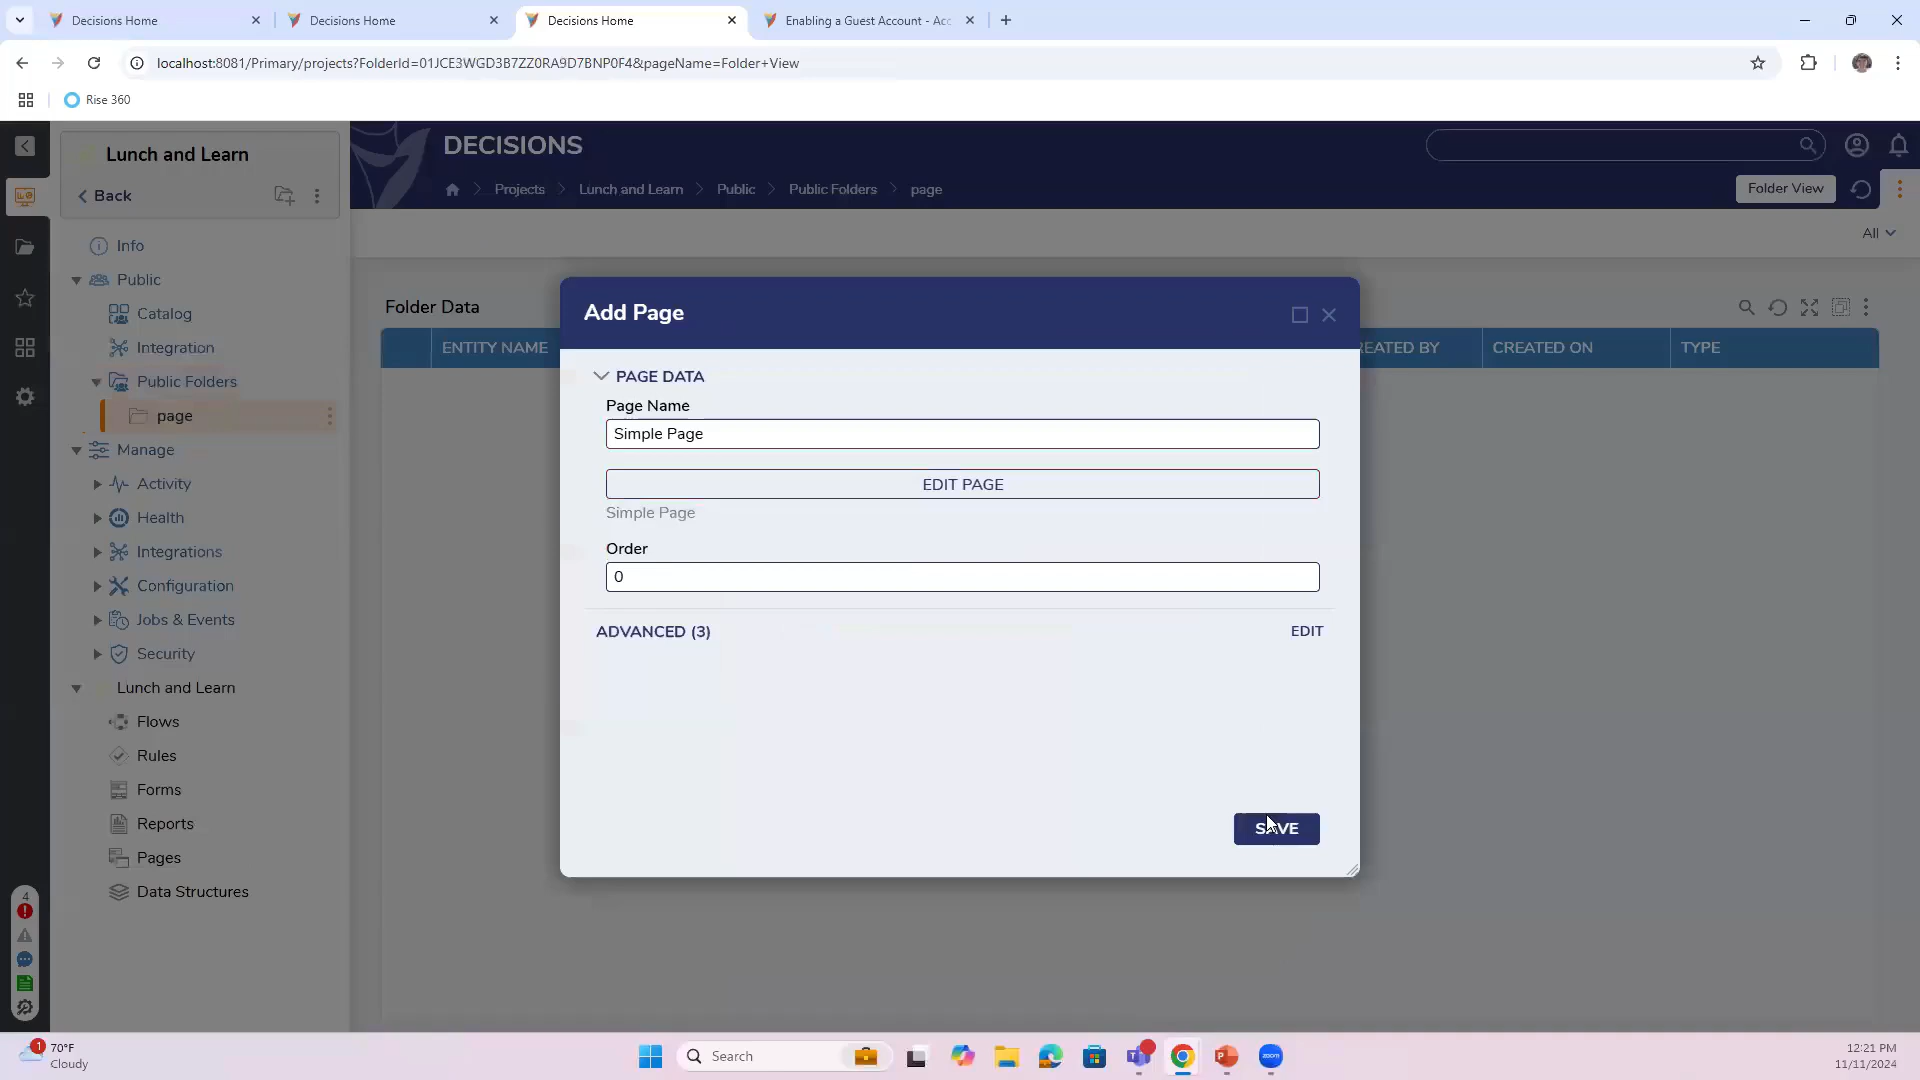 Decisions Home
Decisions Home
Decisions Home
Enabling a Guest Account - Acc
localhost:8081/Primary/projects?FolderId=01JCE3WGD3B7ZZ0RA9D7BNP0F4&pageName=Folder+View
Rise 360
Lunch and Learn
Back
Info
Public
Catalog
Integration
Public Folders
page
Manage
Activity
Health
Integrations
Configuration
Jobs & Events
Security
Lunch and Learn
Flows
Rules
Forms
Reports
Pages
Data Structures
4
DECISIONS
Projects
Lunch and Learn
Public
Public Folders
page
Folder View
All
Folder Data
ENTITY NAME
EATED BY
CREATED ON
TYPE
Add Page
PAGE DATA
Page Name
Simple Page
EDIT PAGE
Simple Page
Order
0
ADVANCED (3)
EDIT
SAVE
1
70°F
Cloudy
Search
zoom
12:21 PM
11/11/2024